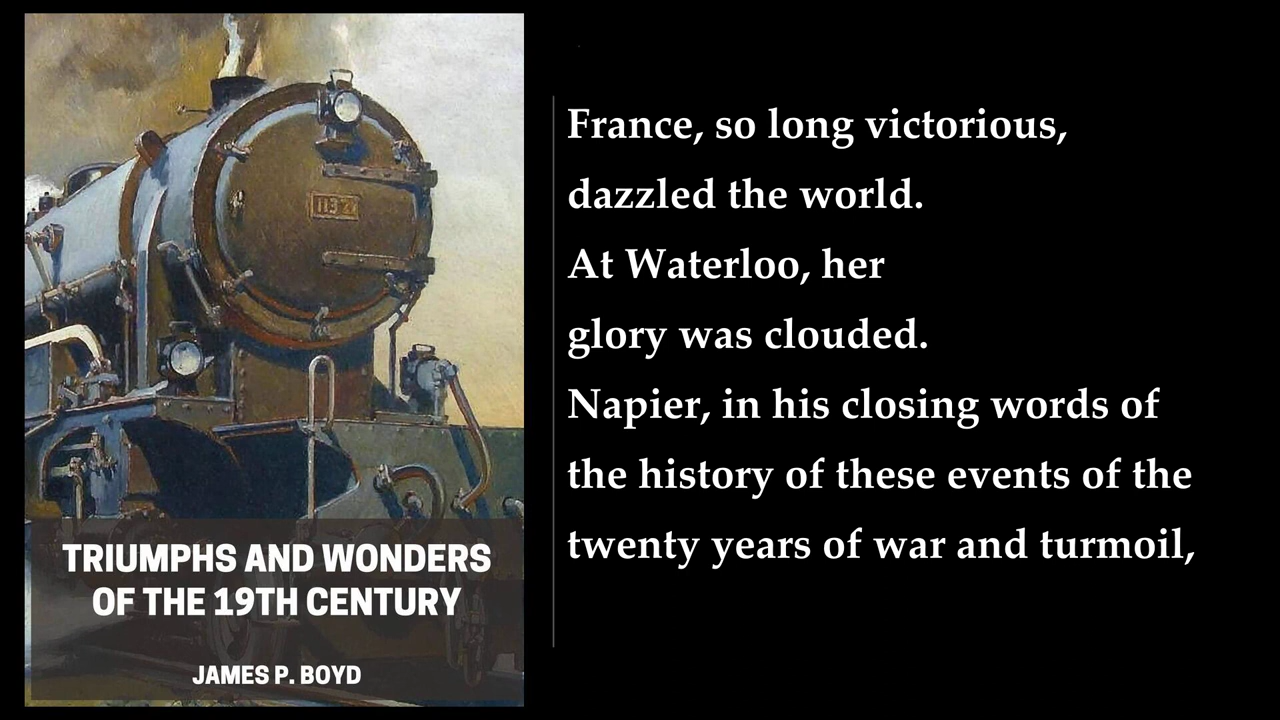 TRIUMPHS AND WONDERS
OF THE 19TH CENTURY
JAMES P. BOYD
France, so long victorious,
dazzled the world.
At Waterloo, her
glory was clouded.
Napier, in his closing words of
the history of these events of the
twenty years of war and turmoil,